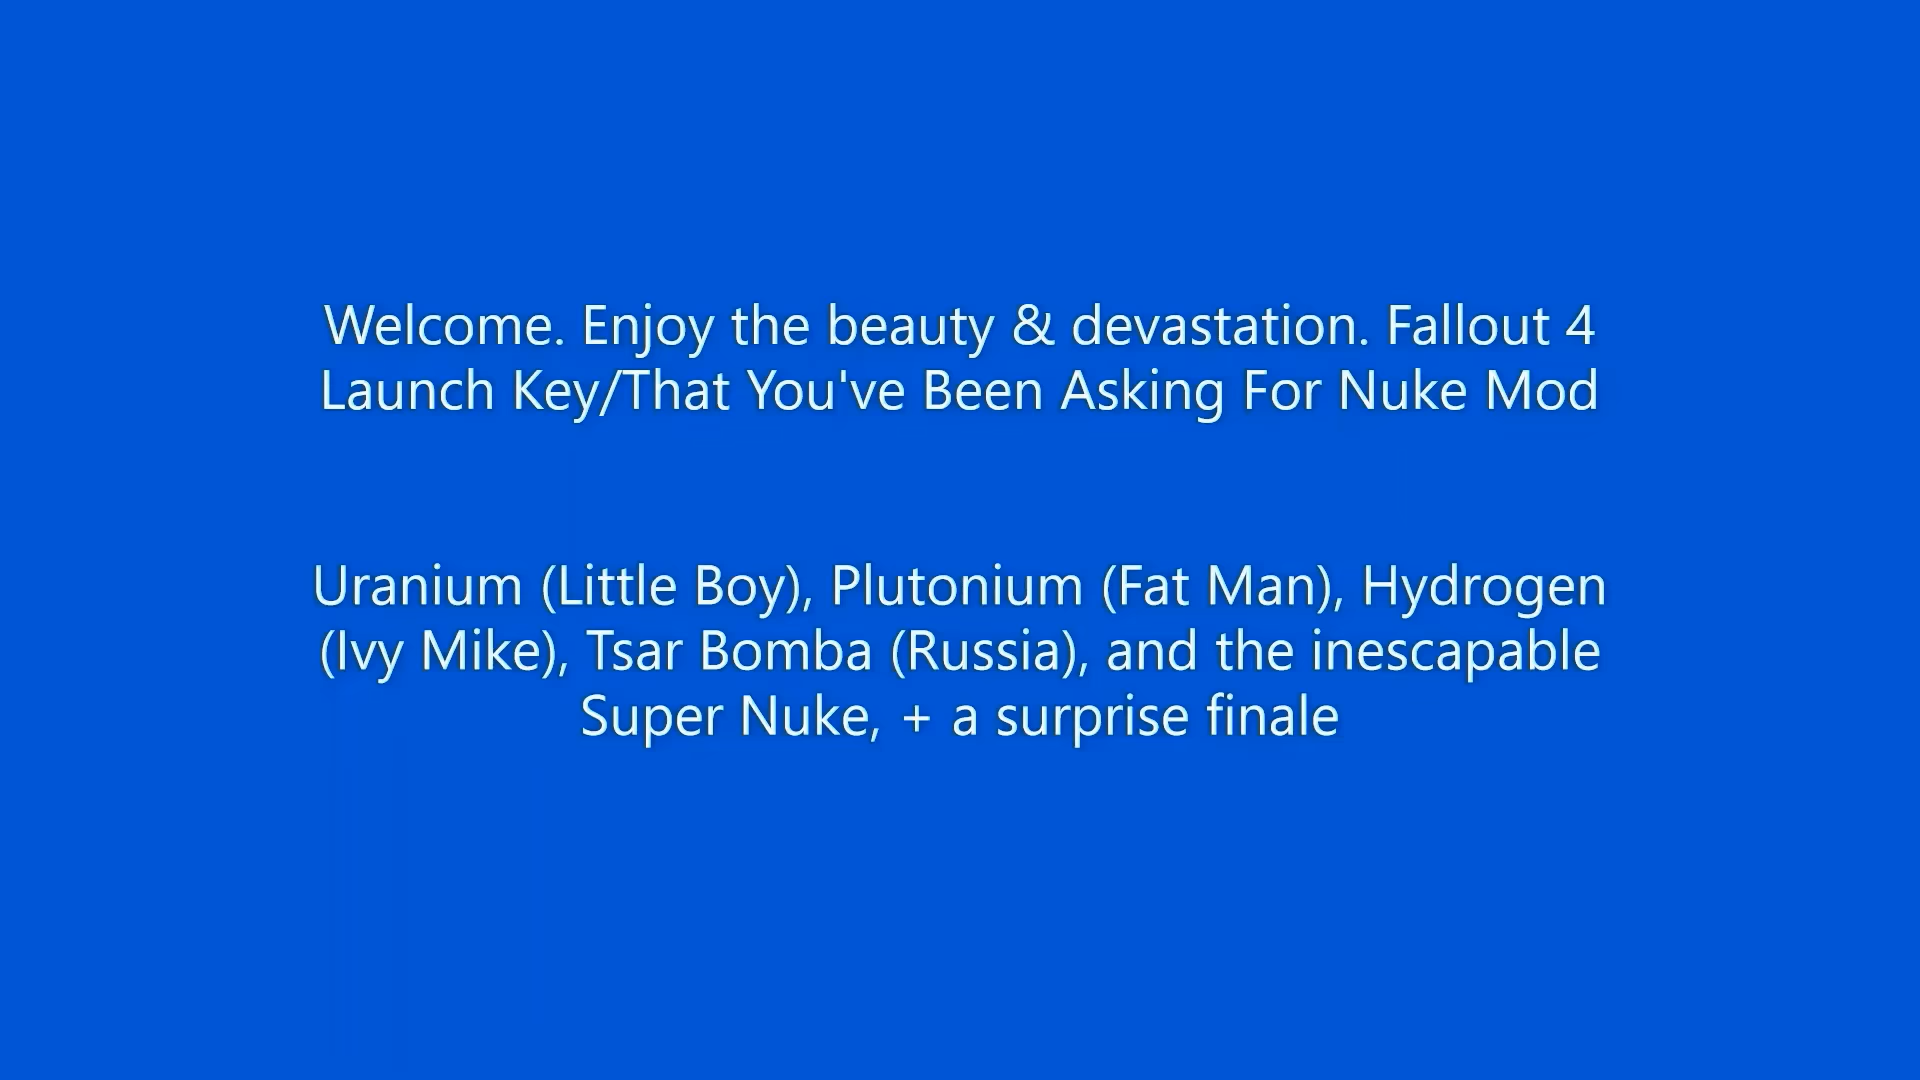 Welcome. Enjoy the beauty & devastation. Fallout 4
Launch Key/That You've Been Asking For Nuke Mod
Uranium (Little Boy), Plutonium (Fat Man), Hydrogen
(Ivy Mike), Tsar Bomba (Russia), and the inescapable
Super Nuke, + a surprise finale